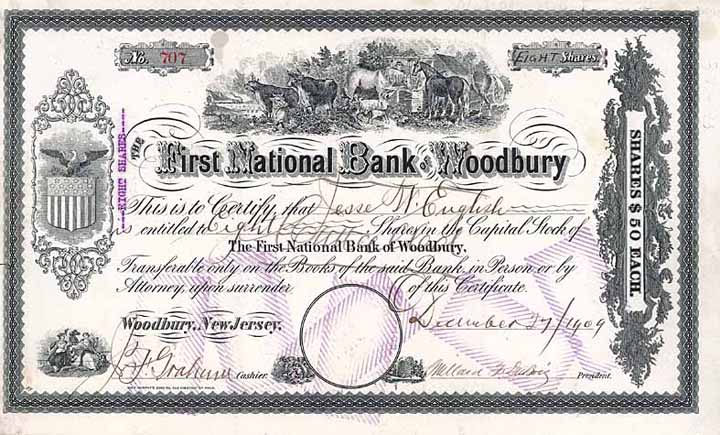 No. 707
EIGHT Shares.
THE
First National Bank of Woodbury
----EIGHT SHARES----
SHARES $50 EACH.
This is to Certify, that Jesse W. English
is entitled to Eight Shares in the Capital Stock of
The First National Bank of Woodbury,
Transferable only on the Books of the said Bank, in Person or by
Attorney, upon surrender of this Certificate.
Woodbury, New Jersey, December 27/1909
J. F. Graham Cashier. Millard F. President.